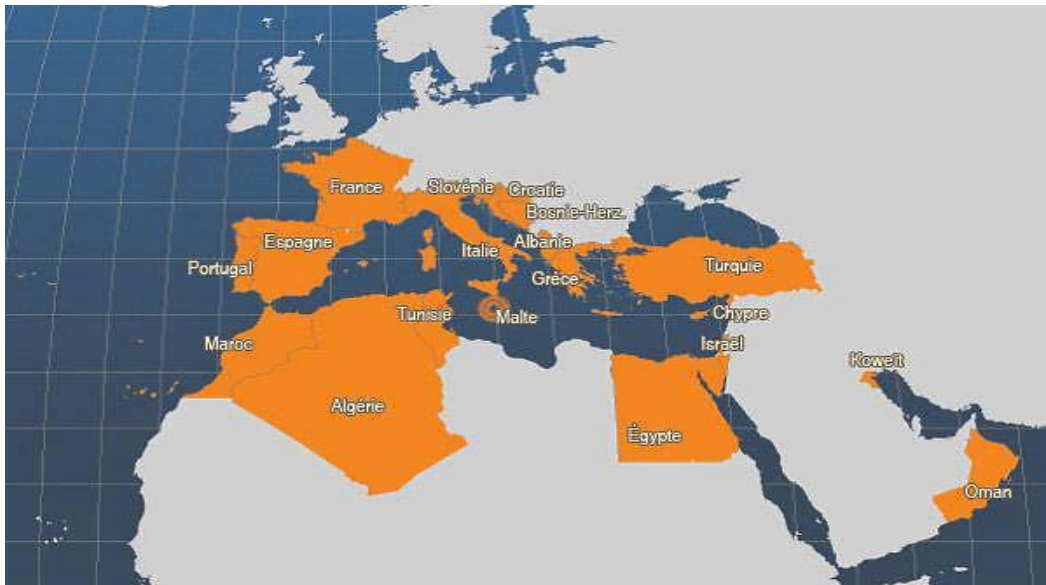 France
Slovénie
Croatie
Bosnie-Herz.
Espagne
Italie
Albanie
Portugal
Grèce
Turquie
Tunisie
Malte
Chypre
Maroc
Israël
Koweït
Algérie
Égypte
Oman